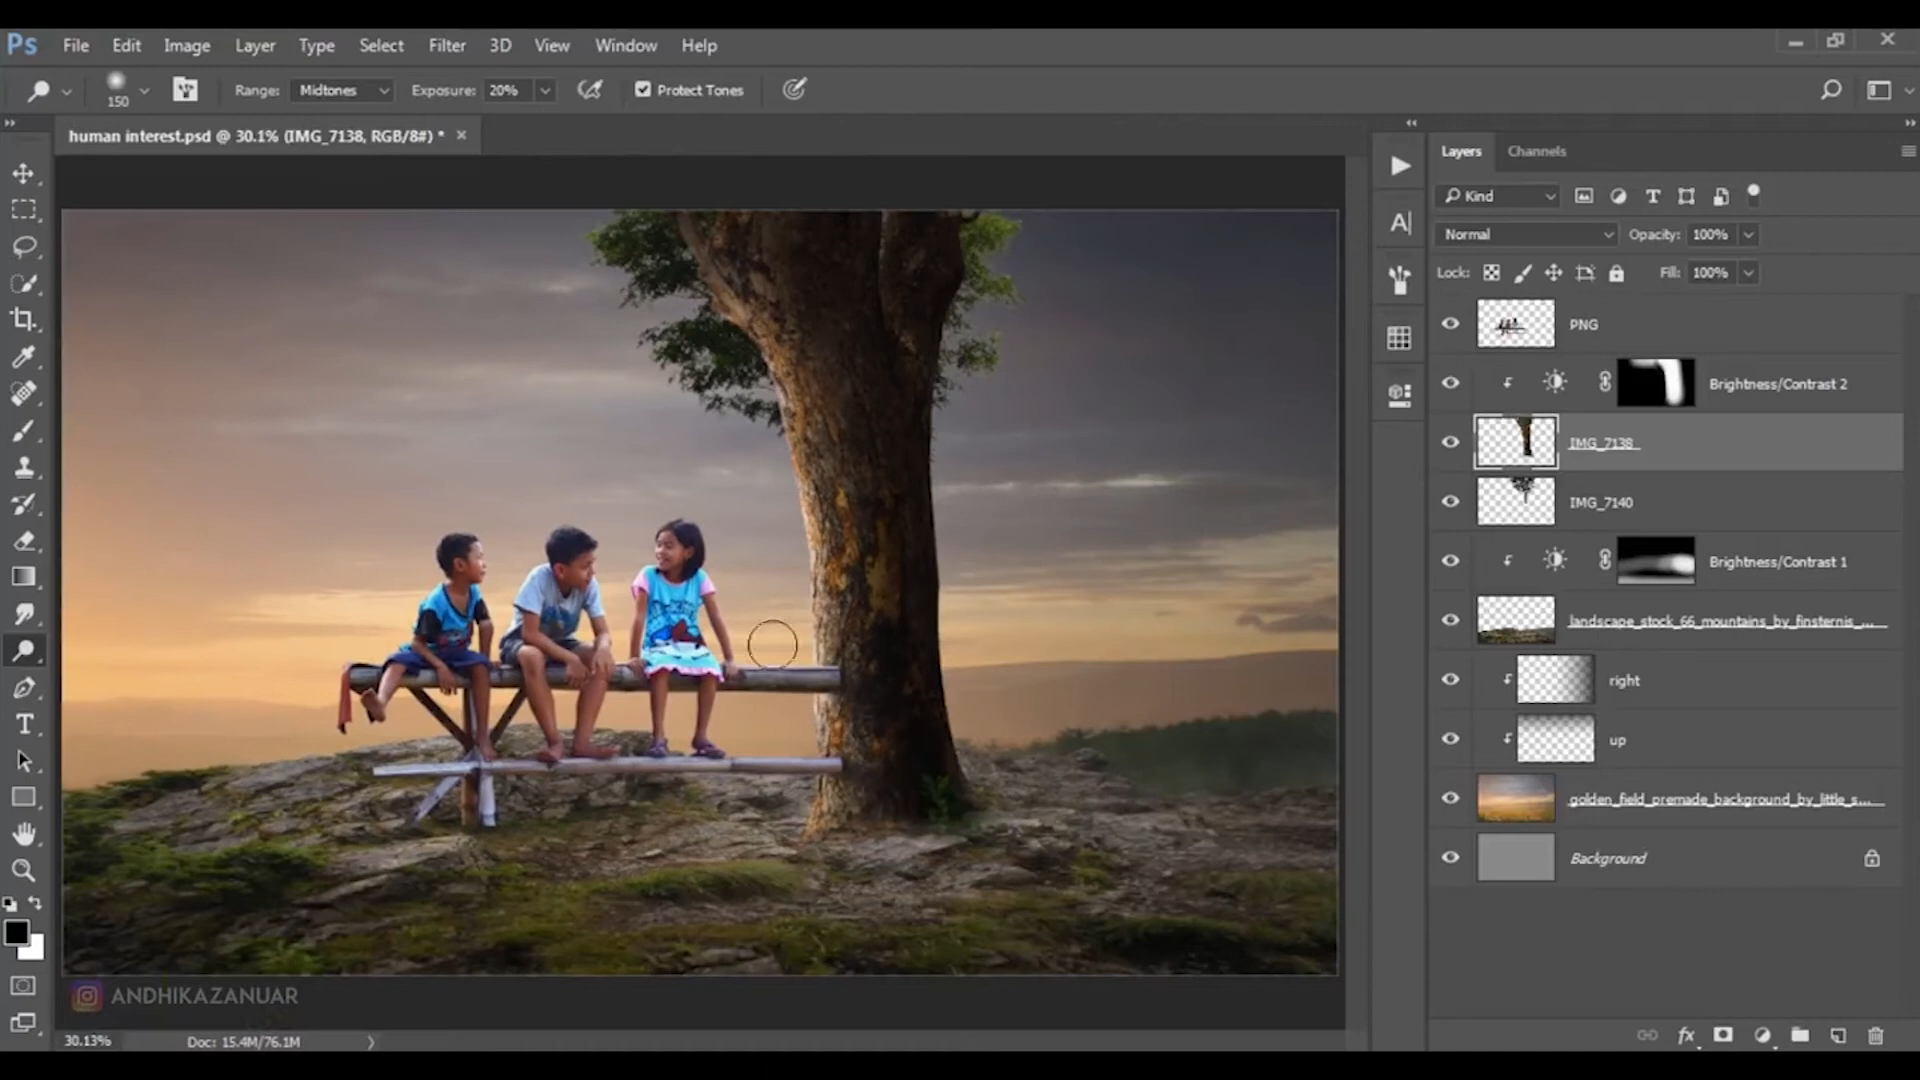 Ps File Edit Image Layer Type Select Filter 3D View Window Help
150 Range: Midtones Exposure: 20% Protect Tones
human interest.psd @ 30.1% (IMG_7138, RGB/8#) *
Layers Channels
Kind
Normal Opacity: 100%
Lock: Fill: 100%
PNG
Brightness/Contrast 2
IMG_7138
IMG_7140
Brightness/Contrast 1
landscape_stock_66_mountains_by_finsternis_...
right
up
golden_field_premade_background_by_little_s...
Background
ANDHIKAZANUAR
30.13% Doc: 15.4M/76.1M